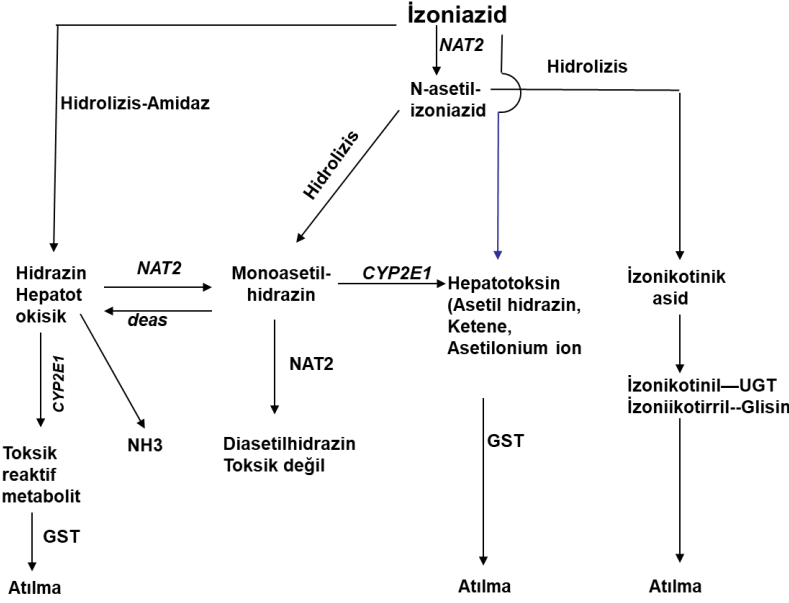 İzoniazid
NAT2
Hidrolizis
N-asetil-
izoniazid
Hidrolizis-Amidaz
Hidrolizis
Hidrazin
Hepatot
okisik
NAT2
deas
Monoasetil-
hidrazin
CYP2E1
Hepatotoksin
(Asetil hidrazin,
Ketene,
Asetilonium ion
İzonikotinik
asid
CYP2E1
NAT2
İzonikotinil—UGT
İzoniikotirril--Glisin
NH3
Diasetilhidrazin
Toksik değil
GST
Toksik
reaktif
metabolit
GST
Atılma
Atılma
Atılma